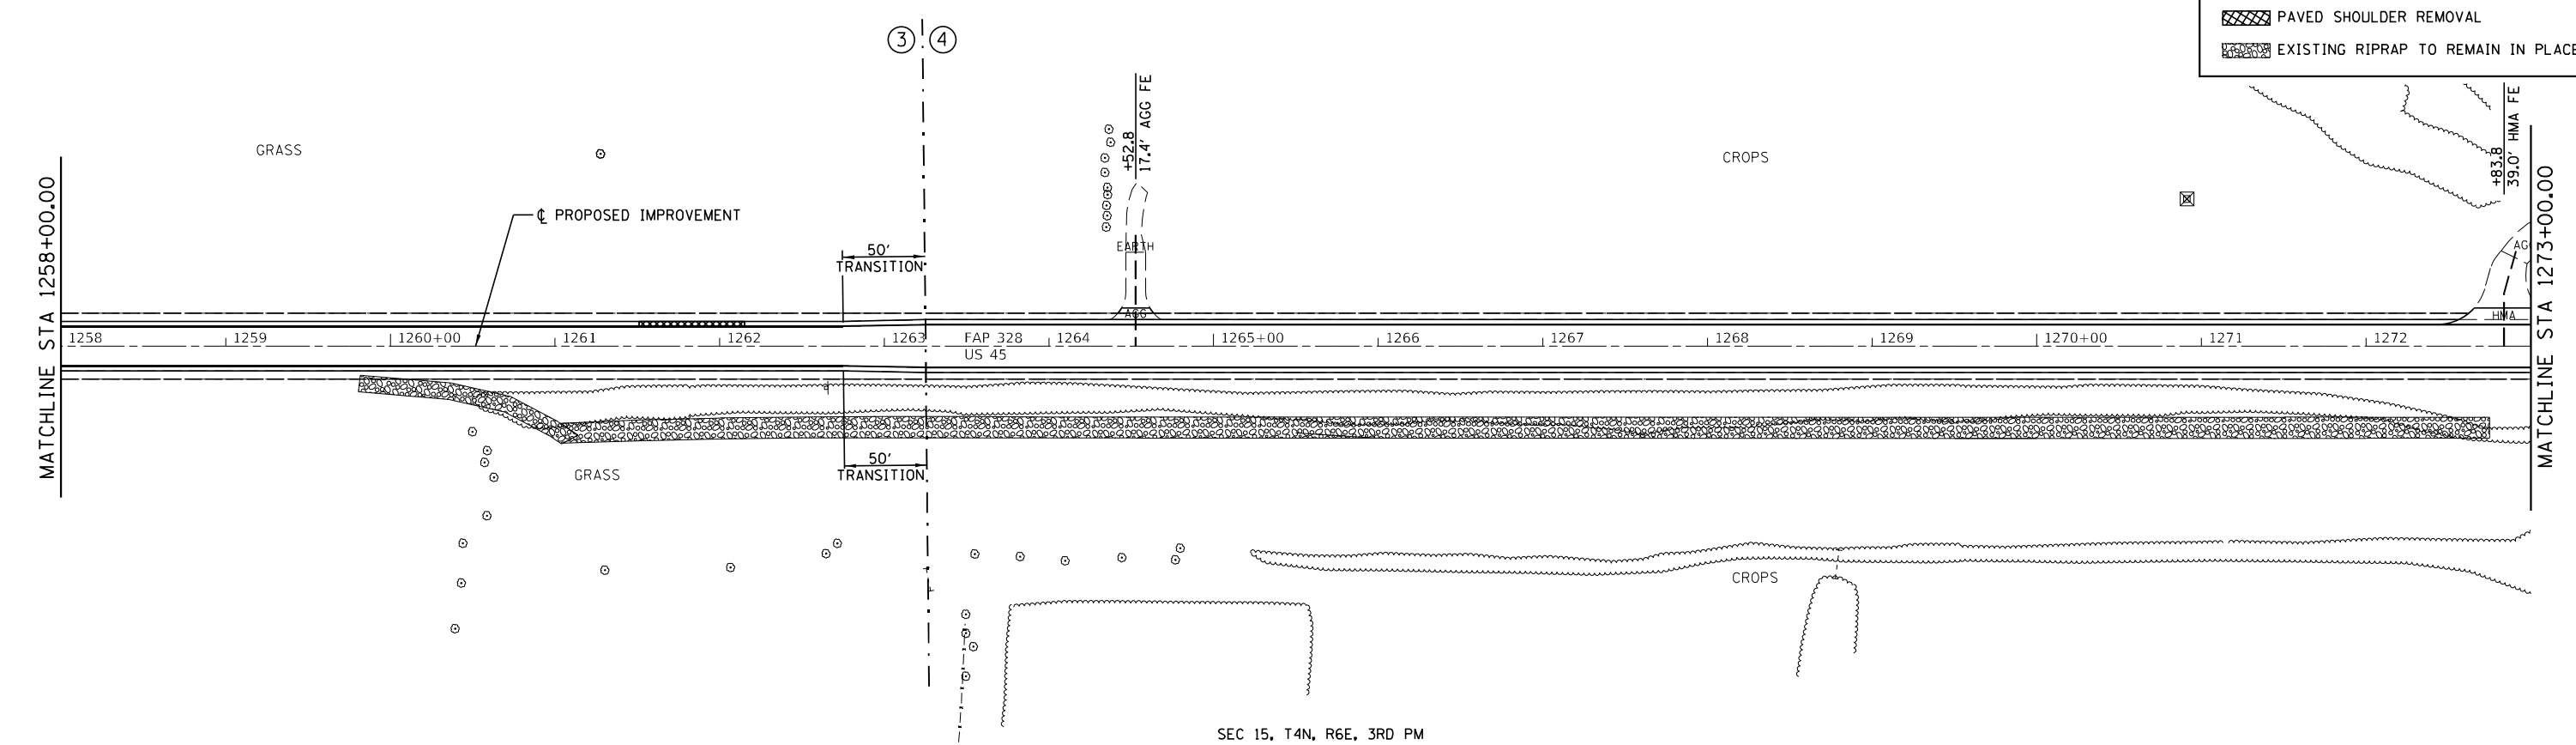 PAVED SHOULDER REMOVAL
EXISTING RIPRAP TO REMAIN IN PLACE
3 4
GRASS
CROPS
+52.8
17.4' AGG FE
+83.8
39.0' HMA FE
MATCHLINE STA 1258+00.00
MATCHLINE STA 1273+00.00
℄ PROPOSED IMPROVEMENT
50'
TRANSITION
EARTH
AGG
HMA
1258 1259 1260+00 1261 1262 1263 FAP 328 1264 1265+00 1266 1267 1268 1269 1270+00 1271 1272
US 45
50'
TRANSITION
GRASS
CROPS
SEC 15, T4N, R6E, 3RD PM